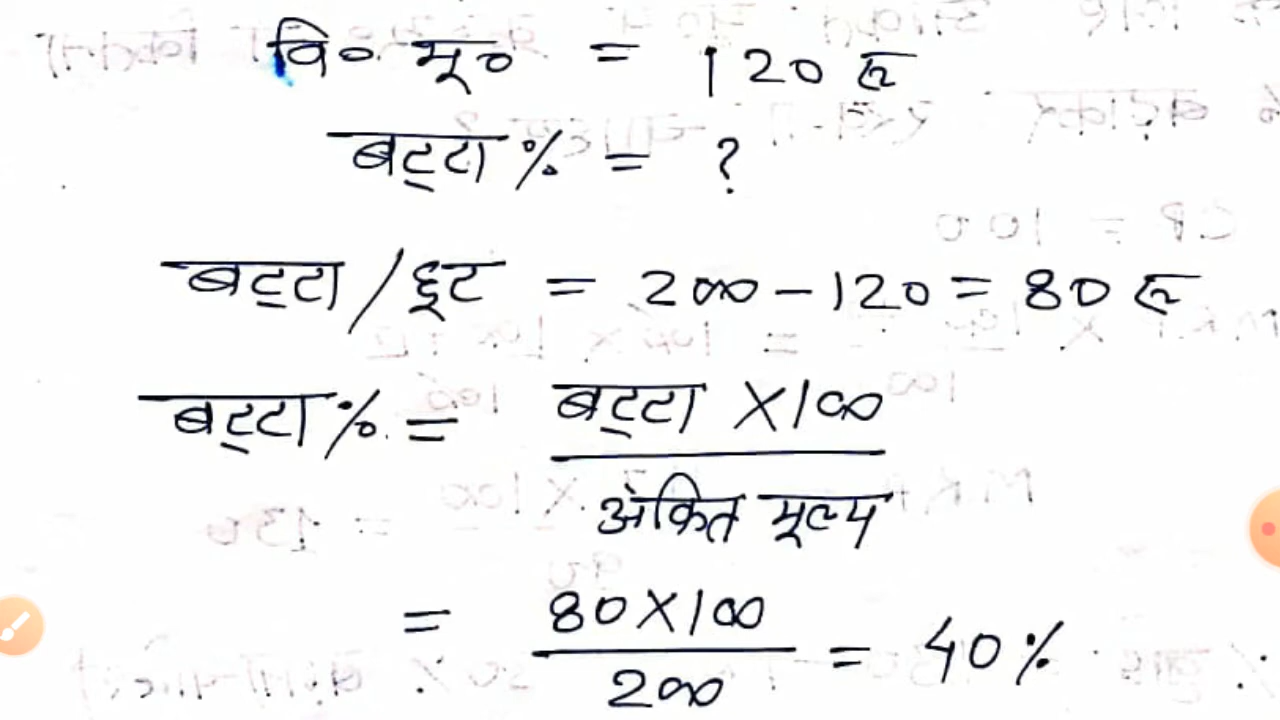 वि० मू० = 120 रू
बट्टा % = ?
बट्टा / छूट = 200 - 120 = 80 रू
बट्टा % = बट्टा X 100
अंकित मूल्य
= 80 X 100 = 40 %
200